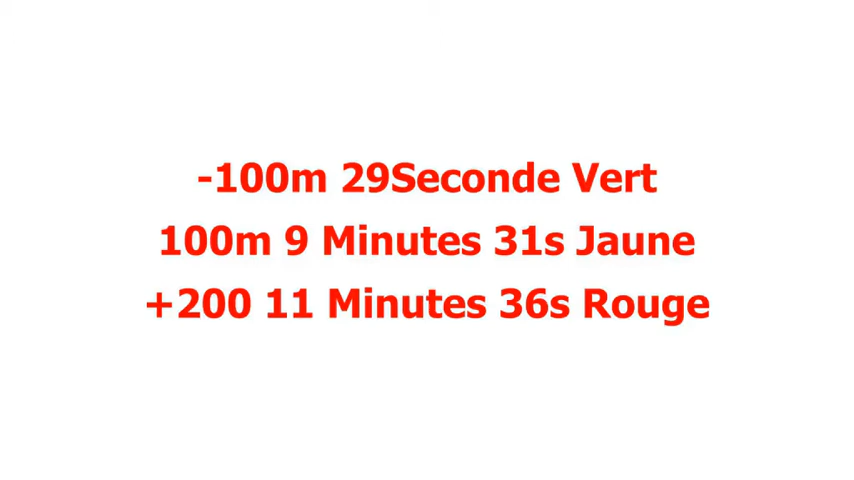 -100m 29Seconde Vert
100m 9 Minutes 31s Jaune
+200 11 Minutes 36s Rouge